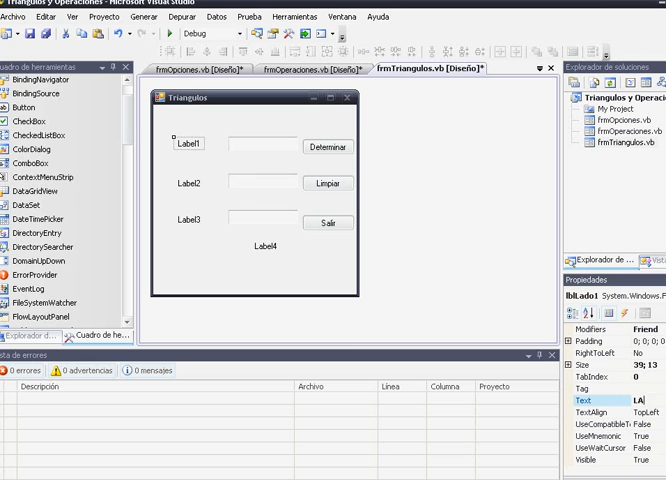 Triangulos y Operaciones - Microsoft Visual Studio
Archivo Editar Ver Proyecto Generar Depurar Datos Prueba Herramientas Ventana Ayuda
Debug
uadro de herramientas
BindingNavigator
BindingSource
Button
CheckBox
CheckedListBox
ColorDialog
ComboBox
ContextMenuStrip
DataGridView
DataSet
DateTimePicker
DirectoryEntry
DirectorySearcher
DomainUpDown
ErrorProvider
EventLog
FileSystemWatcher
FlowLayoutPanel
Explorador d... Cuadro de he...
frmOpciones.vb [Diseño]* frmOperaciones.vb [Diseño]* frmTriangulos.vb [Diseño]*
Triangulos
Label1 Determinar
Label2 Limpiar
Label3 Salir
Label4
Explorador de soluciones
Triangulos y Operacio
My Project
frmOpciones.vb
frmOperaciones.vb
frmTriangulos.vb
Explorador de ... Vista
Propiedades
lblLado1 System.Windows.F
Modifiers Friend
Padding 0; 0; 0; 0
RightToLeft No
Size 39; 13
TabIndex 0
Tag
Text LA
TextAlign TopLeft
UseCompatibleT False
UseMnemonic True
UseWaitCursor False
Visible True
sta de errores
0 errores 0 advertencias 0 mensajes
Descripción Archivo Línea Columna Proyecto